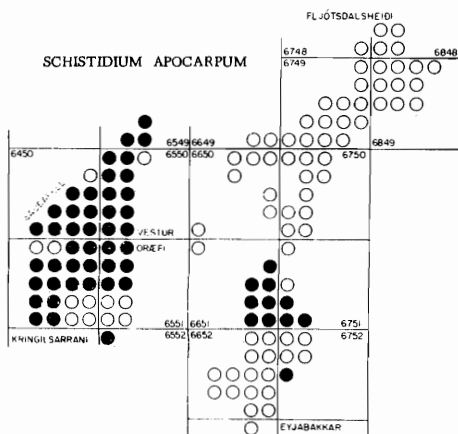 FLJÓTSDALSHEIÐI
6748 6848
6749
SCHISTIDIUM APOCARPUM
6549 6649
6450 6550 6650 6750 6849
VESTUR
ÖRÆFI
6551 6651 6751
KRINGILSÁRRANI 6552 6652 6752
EYJABAKKAR